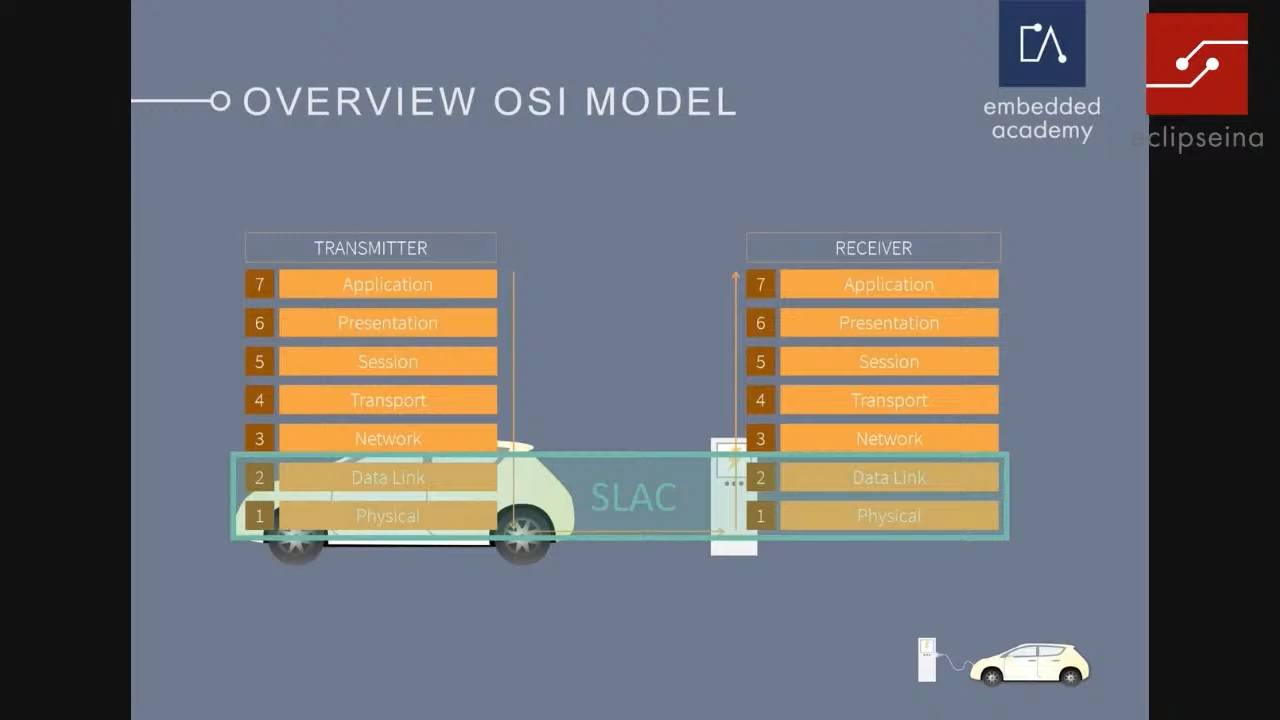 OVERVIEW OSI MODEL
embedded
academy
eclipseina
TRANSMITTER
7 Application
6 Presentation
5 Session
4 Transport
3 Network
2 Data Link
1 Physical
SLAC
RECEIVER
7 Application
6 Presentation
5 Session
4 Transport
3 Network
2 Data Link
1 Physical